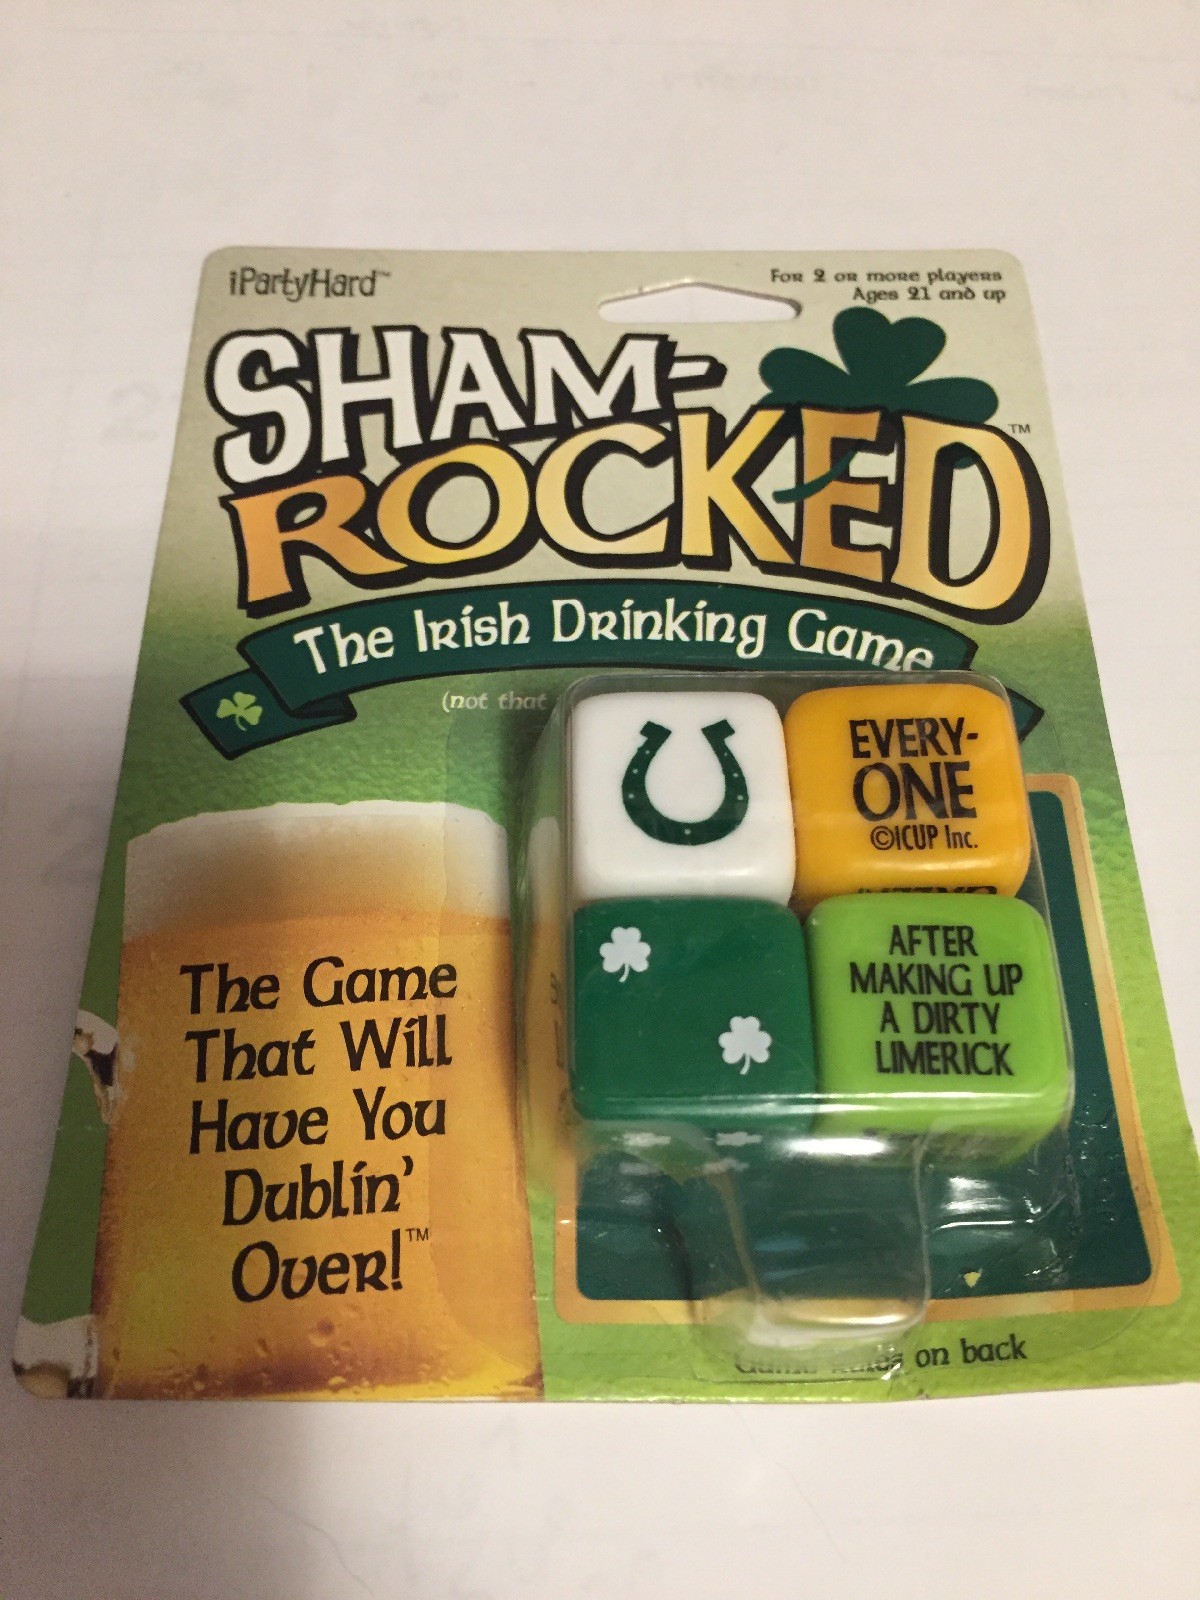 iPartyHard™
For 2 or more players
Ages 21 and up
SHAM-
ROCKED™
The Irish Drinking Game
(not that
EVERY-
ONE
©ICUP Inc.
AFTER
MAKING UP
A DIRTY
LIMERICK
The Game
That Will
Have You
Dublin'
Over!™
Game Rules on back